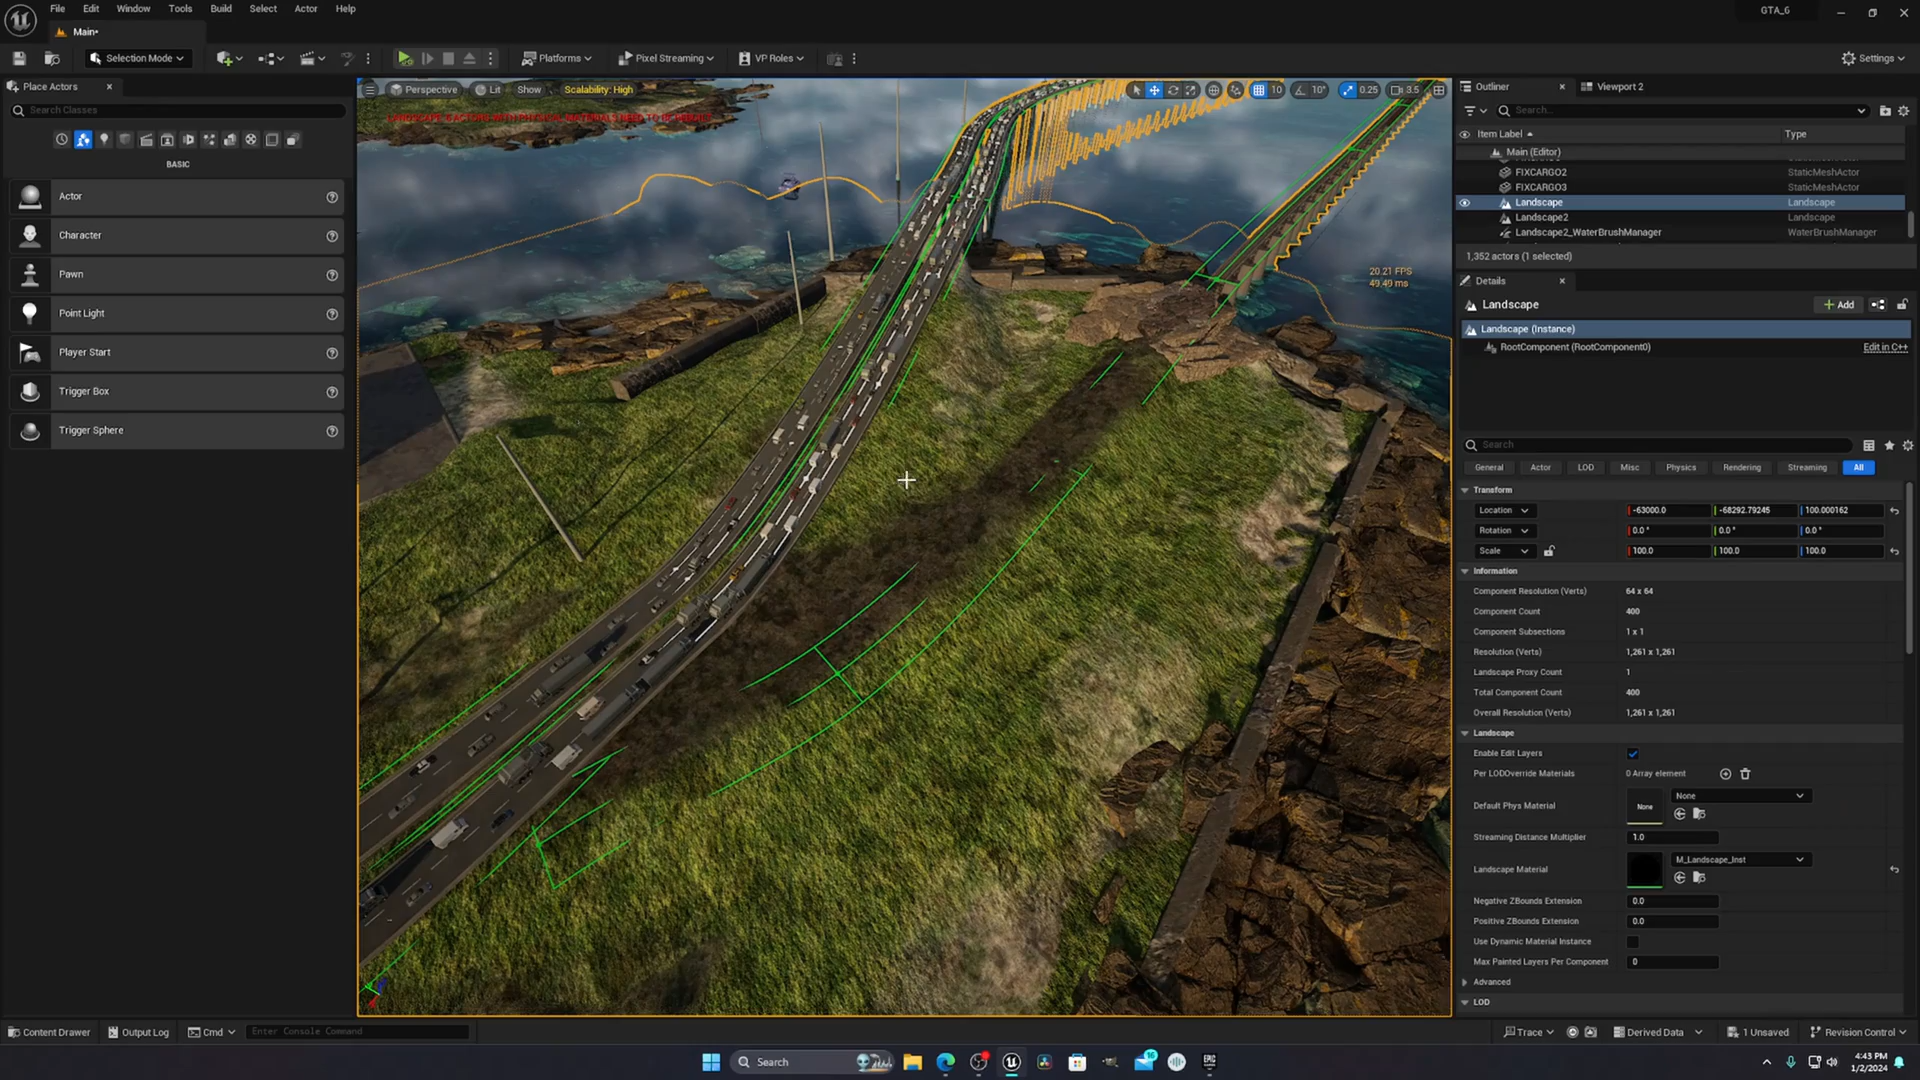 File Edit Window Tools Build Select Actor Help
GTA_6
Main*
Selection Mode
Platforms
Pixel Streaming
VP Roles
Settings
Place Actors
Search Classes
BASIC
Actor
Character
Pawn
Point Light
Player Start
Trigger Box
Trigger Sphere
Perspective Lit Show Scalability: High
10 10° 0.25 3.5
20.21 FPS
49.49 ms
Outliner Viewport 2
Search...
Item Label Type
Main (Editor)
FIXCARGO2 StaticMeshActor
FIXCARGO3 StaticMeshActor
Landscape Landscape
Landscape2 Landscape
Landscape2_WaterBrushManager WaterBrushManager
1,352 actors (1 selected)
Details
Landscape
Add
Landscape (Instance)
RootComponent (RootComponent0) Edit in C++
Search
General Actor LOD Misc Physics Rendering Streaming All
Transform
Location -63000.0 -68292.79245 100.000162
Rotation 0.0° 0.0° 0.0°
Scale 100.0 100.0 100.0
Information
Component Resolution (Verts) 64 x 64
Component Count 400
Component Subsections 1 x 1
Resolution (Verts) 1,261 x 1,261
Landscape Proxy Count 1
Total Component Count 400
Overall Resolution (Verts) 1,261 x 1,261
Landscape
Enable Edit Layers
Per LODOverride Materials 0 Array element
Default Phys Material None None
Streaming Distance Multiplier 1.0
Landscape Material M_Landscape_Inst
Negative ZBounds Extension 0.0
Positive ZBounds Extension 0.0
Use Dynamic Material Instance
Max Painted Layers Per Component 0
Advanced
LOD
Content Drawer Output Log Cmd Enter Console Command
Trace Derived Data 1 Unsaved Revision Control
Search
16
EPIC
4:43 PM
1/2/2024